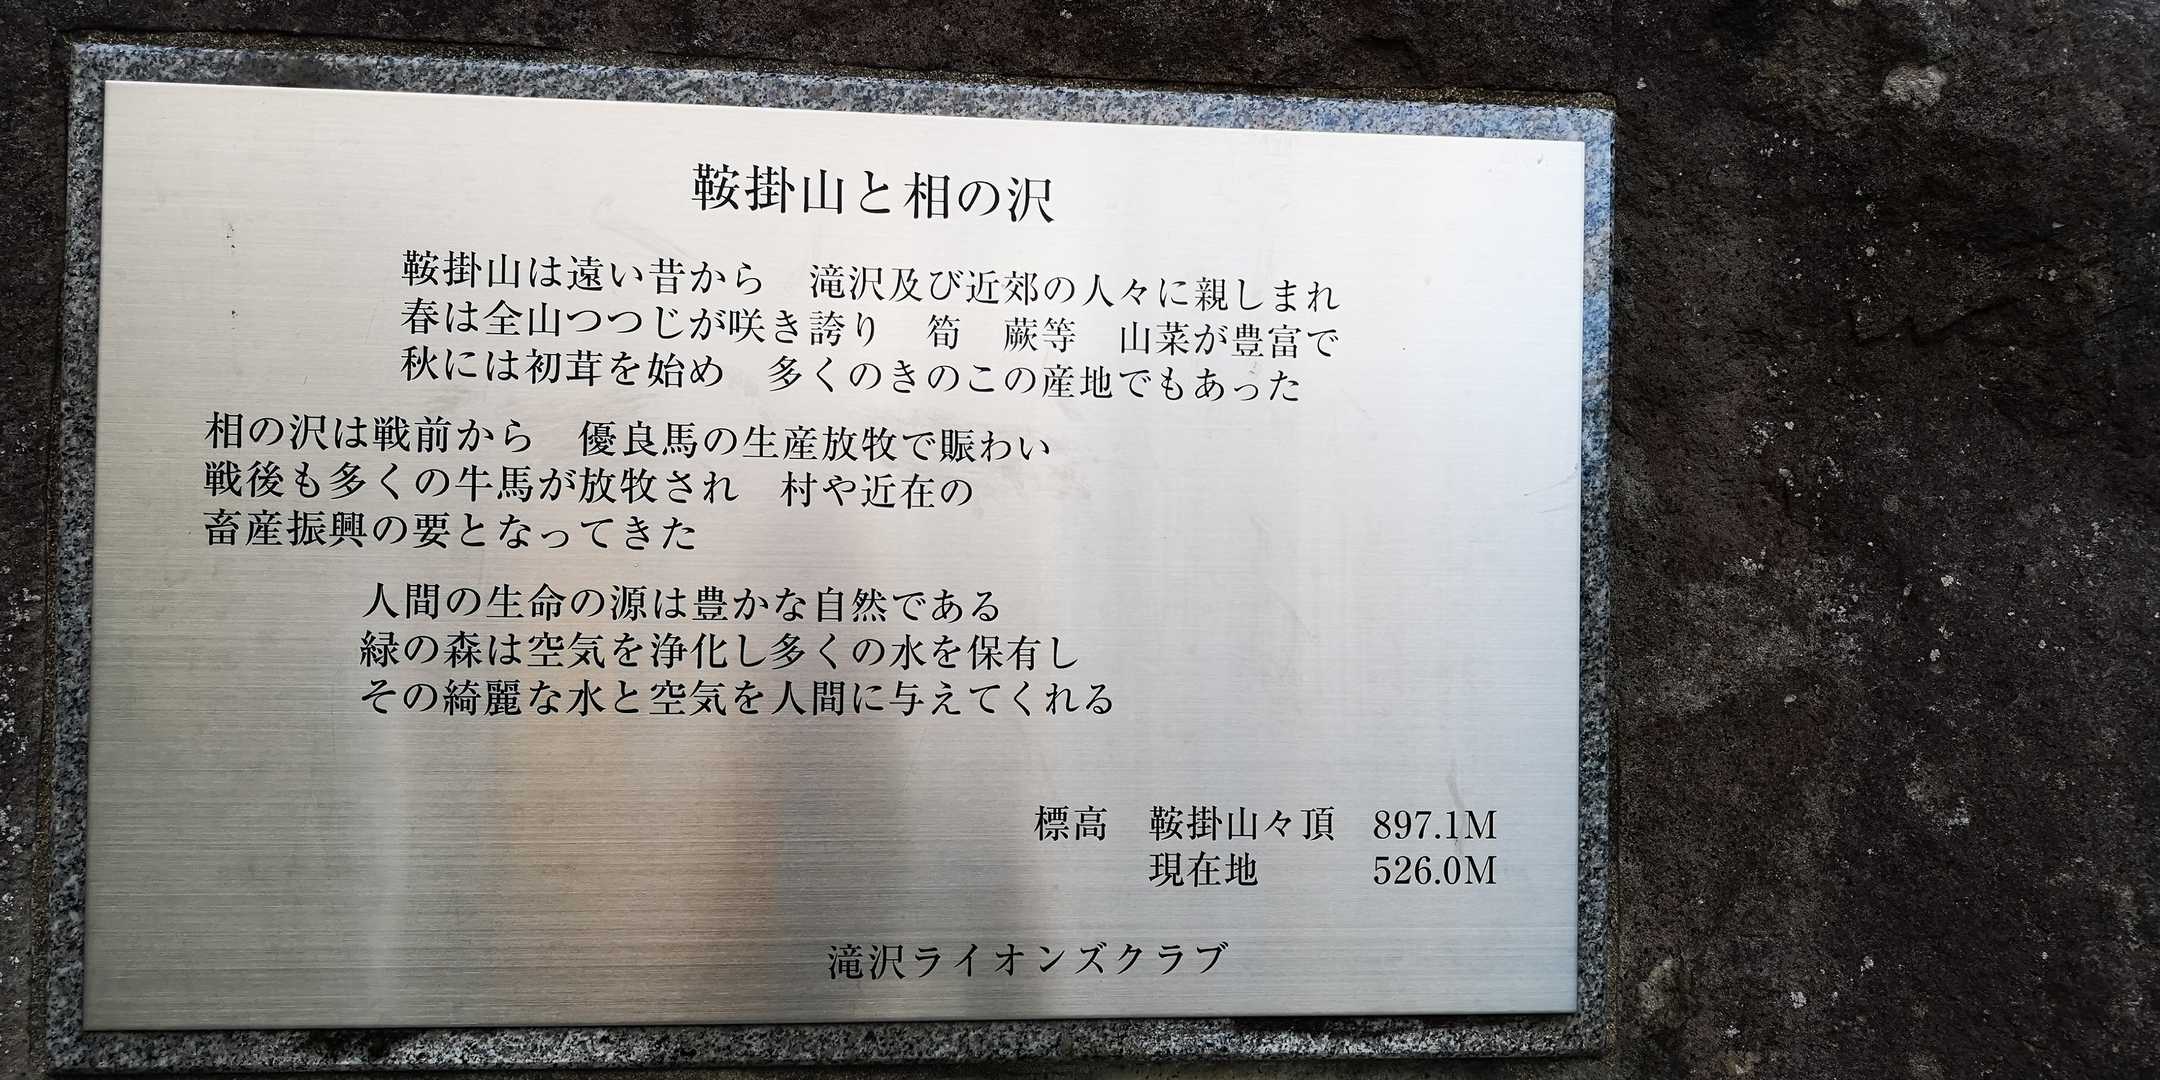 鞍掛山と相の沢
鞍掛山は遠い昔から　滝沢及び近郊の人々に親しまれ
春は全山つつじが咲き誇り　筍　蕨等　山菜が豊富で
秋には初茸を始め　多くのきのこの産地でもあった
相の沢は戦前から　優良馬の生産放牧で賑わい
戦後も多くの牛馬が放牧され　村や近在の
畜産振興の要となってきた
人間の生命の源は豊かな自然である
緑の森は空気を浄化し多くの水を保有し
その綺麗な水と空気を人間に与えてくれる
標高　鞍掛山々頂　897.1M
現在地　526.0M
滝沢ライオンズクラブ